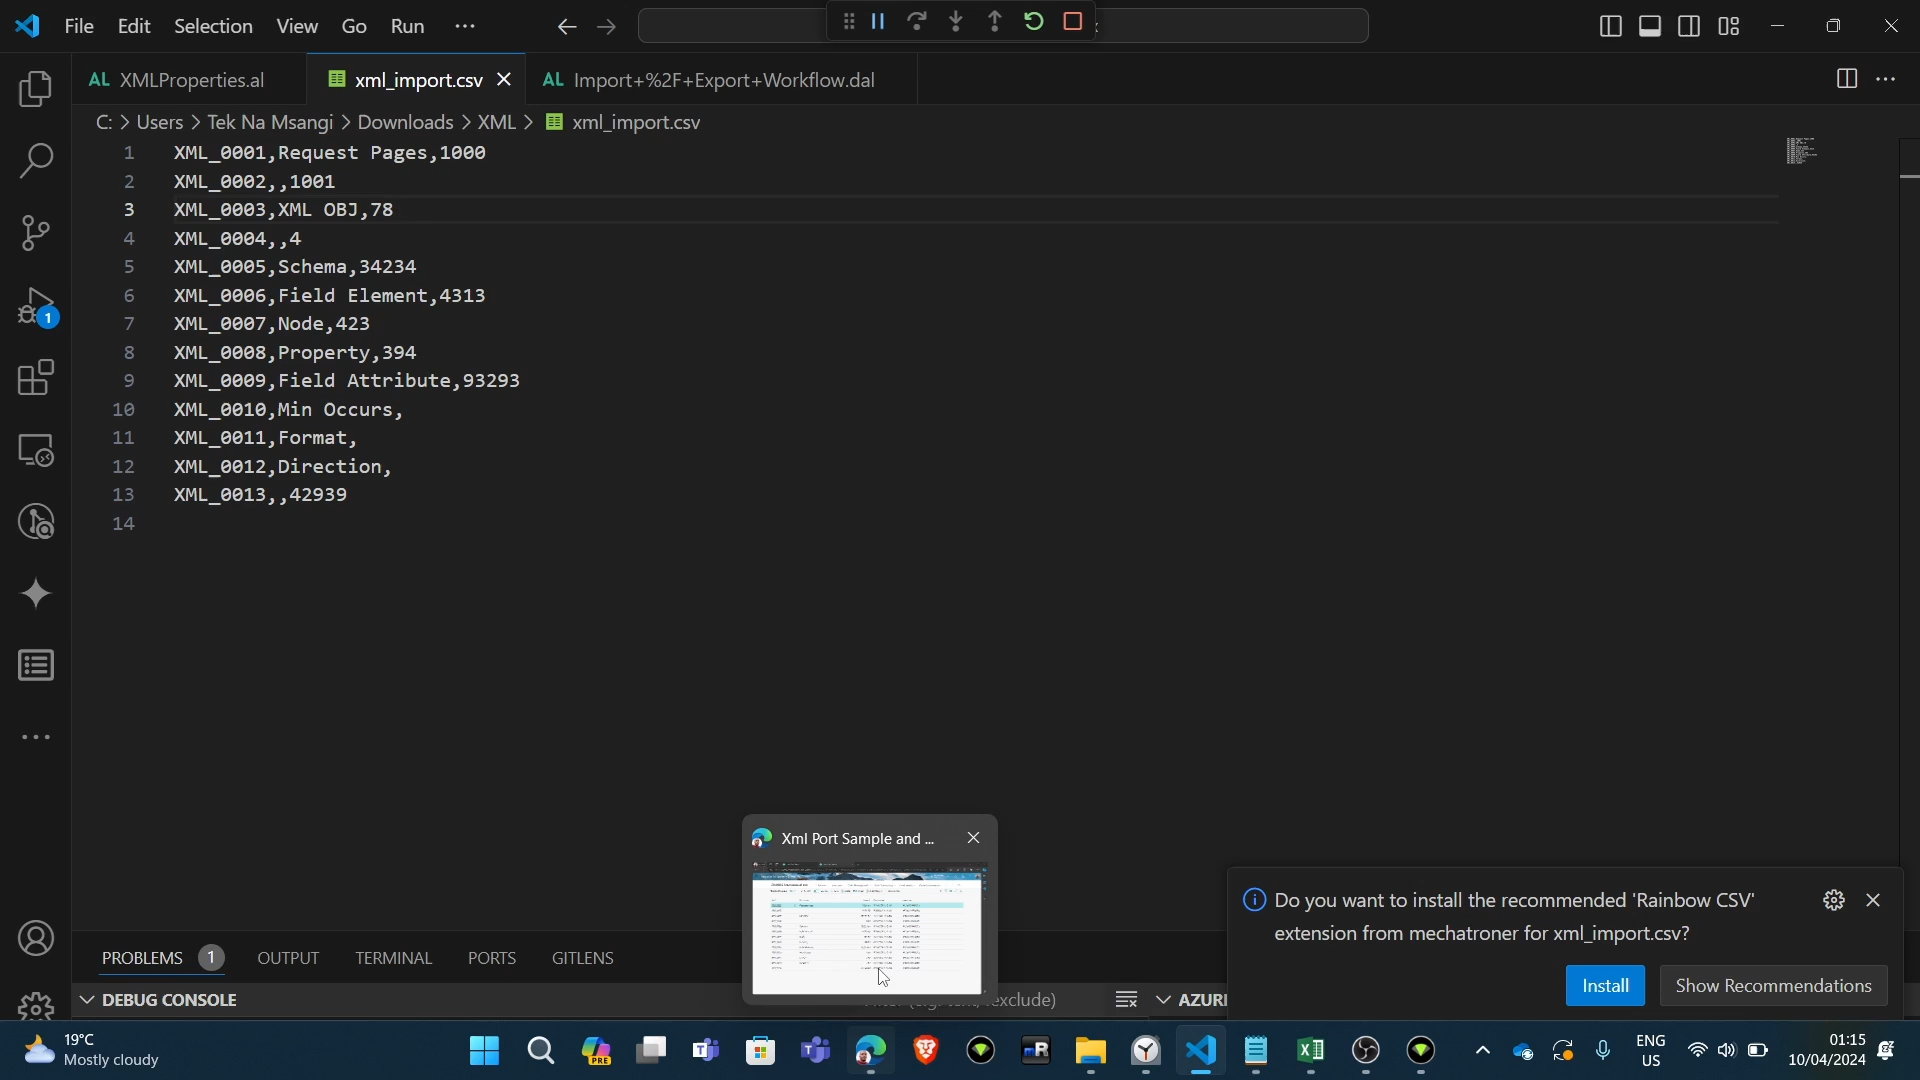 File Edit Selection View Go Run ...
AL XMLProperties.al
xml_import.csv
AL Import+%2F+Export+Workflow.dal
C: > Users > Tek Na Msangi > Downloads > XML > xml_import.csv
1 XML_0001,Request Pages,1000
2 XML_0002,,1001
3 XML_0003,XML OBJ,78
4 XML_0004,,4
5 XML_0005,Schema,34234
6 XML_0006,Field Element,4313
7 XML_0007,Node,423
8 XML_0008,Property,394
9 XML_0009,Field Attribute,93293
10 XML_0010,Min Occurs,
11 XML_0011,Format,
12 XML_0012,Direction,
13 XML_0013,,42939
14
1
Xml Port Sample and ...
Do you want to install the recommended 'Rainbow CSV'
extension from mechatroner for xml_import.csv?
Install Show Recommendations
PROBLEMS 1 OUTPUT TERMINAL PORTS GITLENS
DEBUG CONSOLE
exclude)
AZUR
19°C
Mostly cloudy
PRE
ENG
US
01:15
10/04/2024